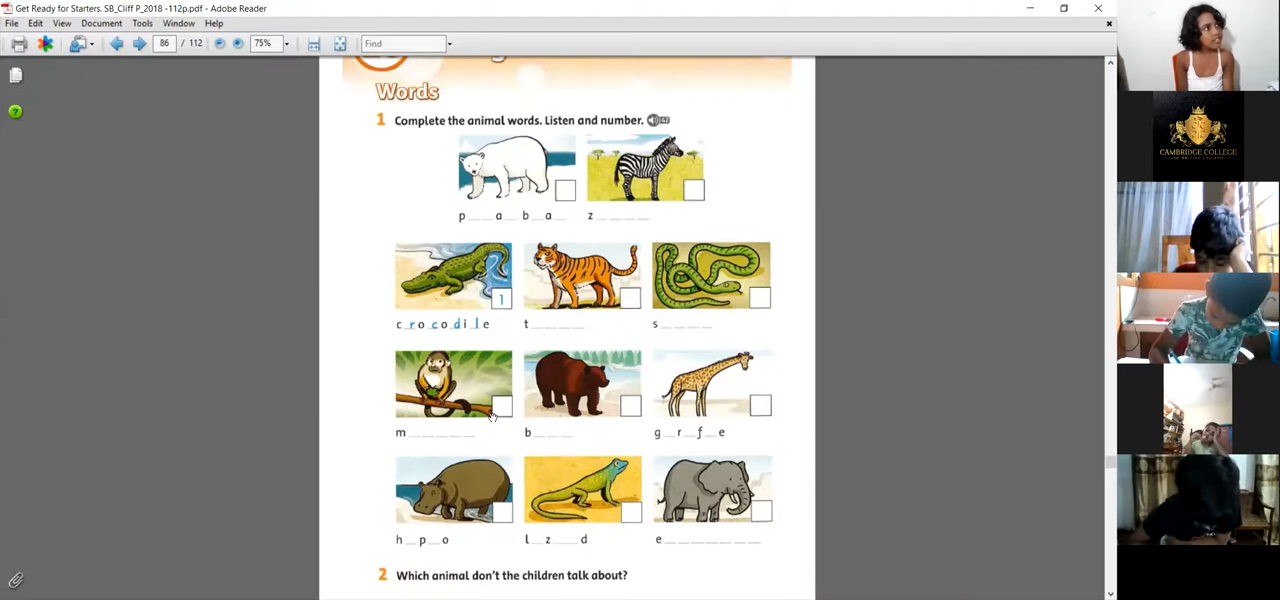 Get Ready for Starters. SB_Cliff P_2018 -112p.pdf - Adobe Reader
File Edit View Document Tools Window Help
86 / 112 75% Find
Words
1 Complete the animal words. Listen and number. 42
p _ _ a _ b _ a _ z _ _ _ _
1
c r o c o d i l e t _ _ _ _ s _ _ _ _
m _ _ _ _ _ b _ _ _ g _ r _ f _ e
h _ p _ o l _ z _ _ d e _ _ _ _ _ _ _
2 Which animal don't the children talk about?
CAMBRIDGE COLLEGE